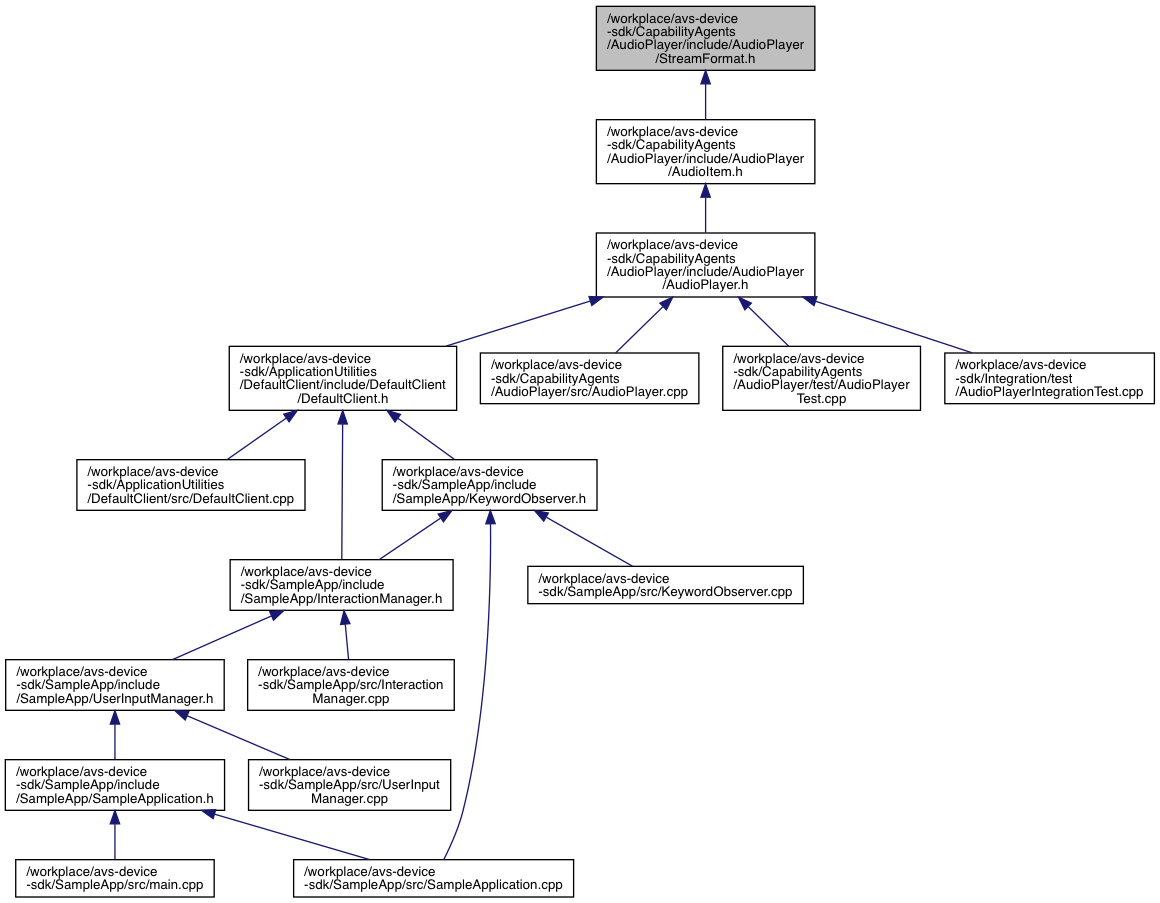 /workplace/avs-device
-sdk/CapabilityAgents
/AudioPlayer/include/AudioPlayer
/StreamFormat.h
/workplace/avs-device
-sdk/CapabilityAgents
/AudioPlayer/include/AudioPlayer
/AudioItem.h
/workplace/avs-device
-sdk/CapabilityAgents
/AudioPlayer/include/AudioPlayer
/AudioPlayer.h
/workplace/avs-device
-sdk/ApplicationUtilities
/DefaultClient/include/DefaultClient
/DefaultClient.h
/workplace/avs-device
-sdk/CapabilityAgents
/AudioPlayer/src/AudioPlayer.cpp
/workplace/avs-device
-sdk/CapabilityAgents
/AudioPlayer/test/AudioPlayer
Test.cpp
/workplace/avs-device
-sdk/Integration/test
/AudioPlayerIntegrationTest.cpp
/workplace/avs-device
-sdk/ApplicationUtilities
/DefaultClient/src/DefaultClient.cpp
/workplace/avs-device
-sdk/SampleApp/include
/SampleApp/KeywordObserver.h
/workplace/avs-device
-sdk/SampleApp/include
/SampleApp/InteractionManager.h
/workplace/avs-device
-sdk/SampleApp/src/KeywordObserver.cpp
/workplace/avs-device
-sdk/SampleApp/include
/SampleApp/UserInputManager.h
/workplace/avs-device
-sdk/SampleApp/src/Interaction
Manager.cpp
/workplace/avs-device
-sdk/SampleApp/include
/SampleApp/SampleApplication.h
/workplace/avs-device
-sdk/SampleApp/src/UserInput
Manager.cpp
/workplace/avs-device
-sdk/SampleApp/src/main.cpp
/workplace/avs-device
-sdk/SampleApp/src/SampleApplication.cpp